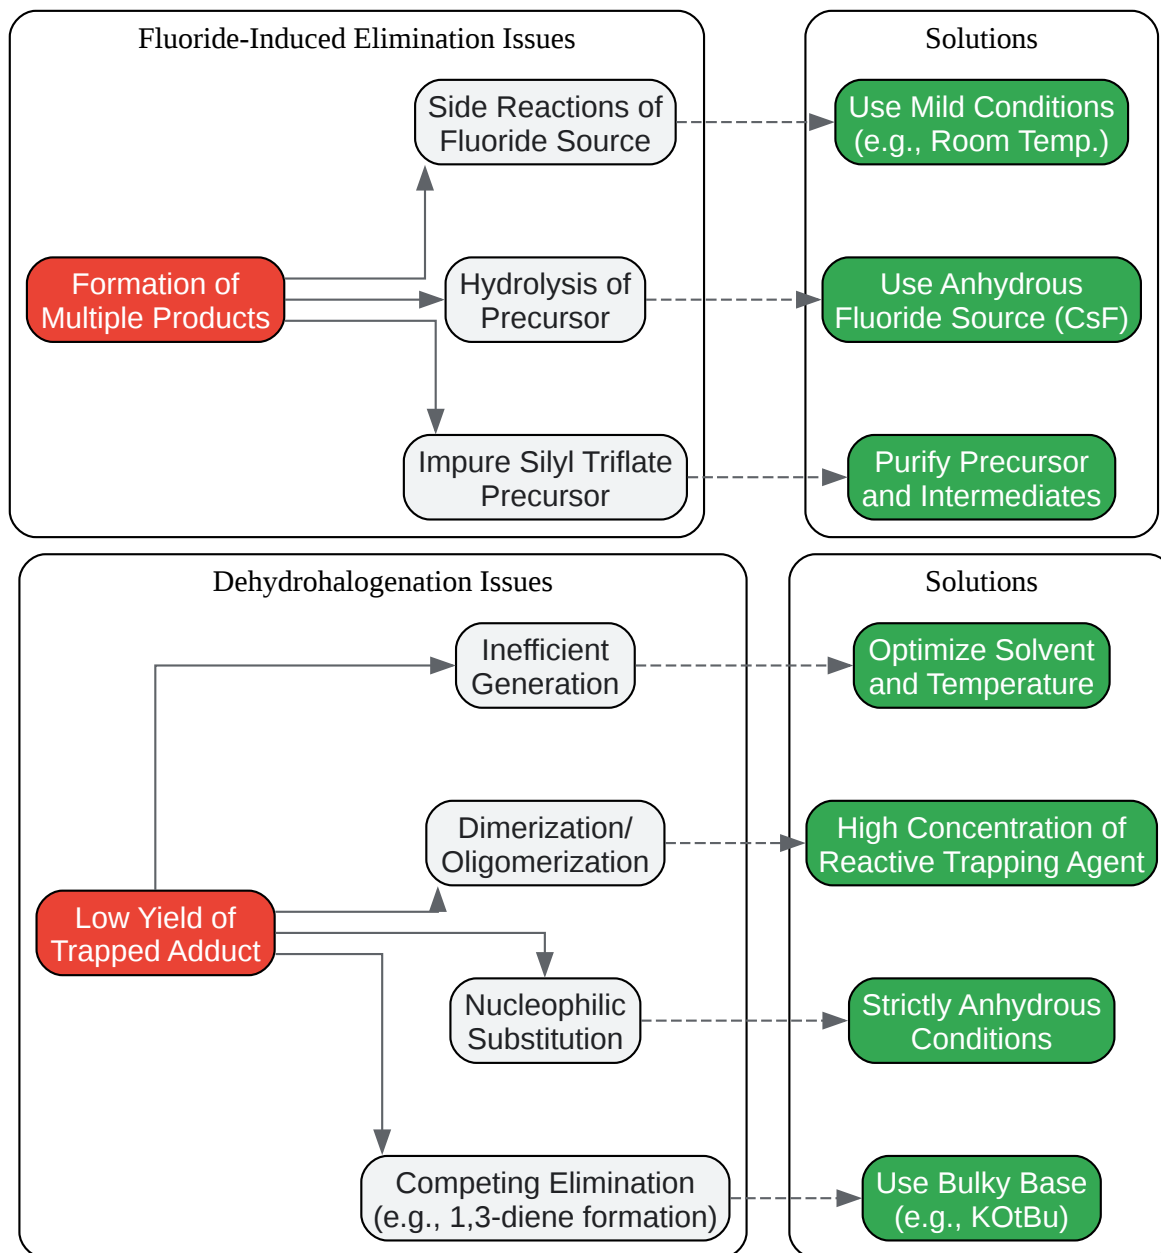 Fluoride-Induced Elimination Issues
Solutions
Side Reactions of
Fluoride Source
Use Mild Conditions
(e.g., Room Temp.)
Formation of
Multiple Products
Hydrolysis of
Precursor
Use Anhydrous
Fluoride Source (CsF)
Impure Silyl Triflate
Precursor
Purify Precursor
and Intermediates
Dehydrohalogenation Issues
Solutions
Inefficient
Generation
Optimize Solvent
and Temperature
Dimerization/
Oligomerization
High Concentration of
Reactive Trapping Agent
Low Yield of
Trapped Adduct
Nucleophilic
Substitution
Strictly Anhydrous
Conditions
Competing Elimination
(e.g., 1,3-diene formation)
Use Bulky Base
(e.g., KOtBu)